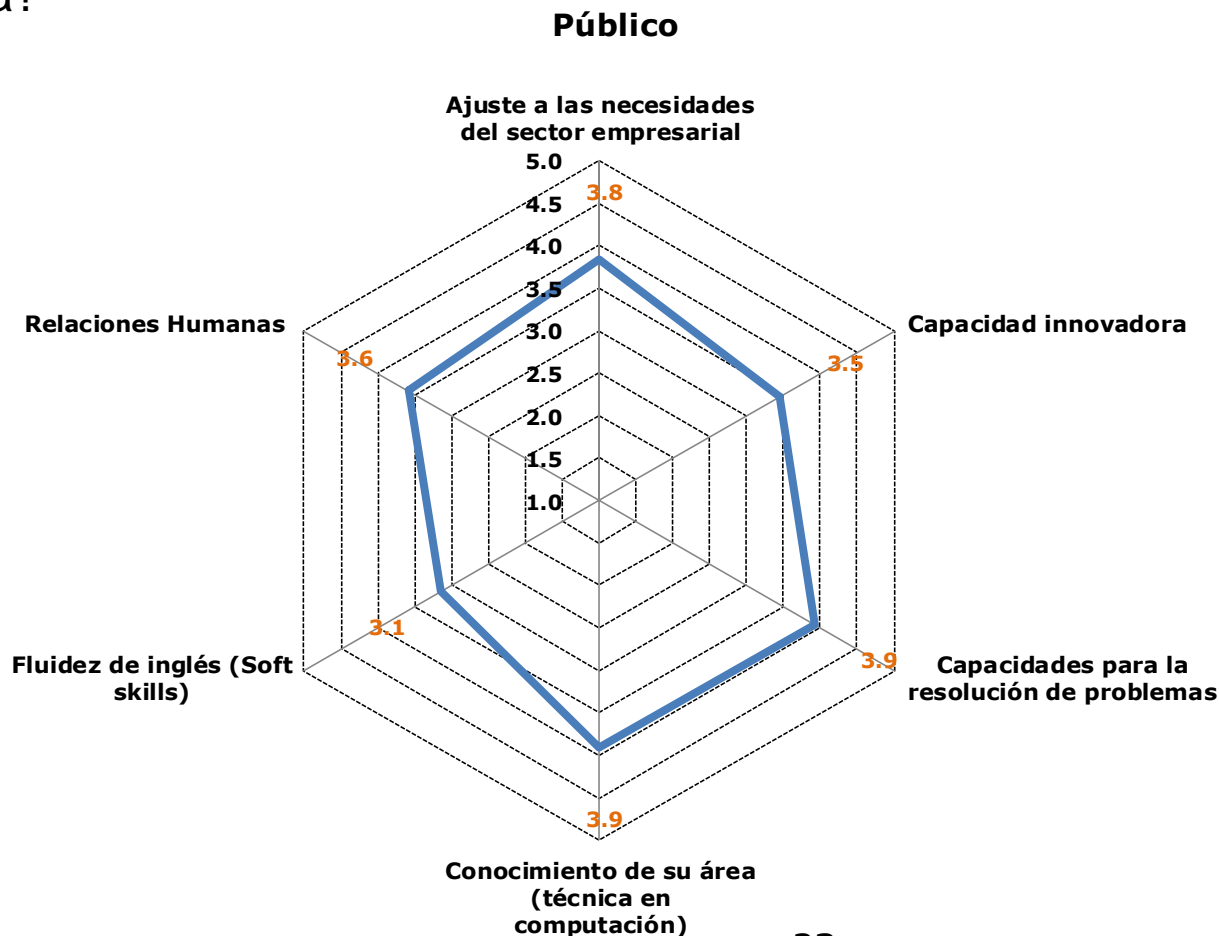 Público
Ajuste a las necesidades
del sector empresarial
5.0
3.8
4.5
4.0
3.5
3.0
2.5
2.0
1.5
1.0
Relaciones Humanas
3.6
Capacidad innovadora
3.5
Fluidez de inglés (Soft
skills)
3.1
Capacidades para la
resolución de problemas
3.9
3.9
Conocimiento de su área
(técnica en
computación)